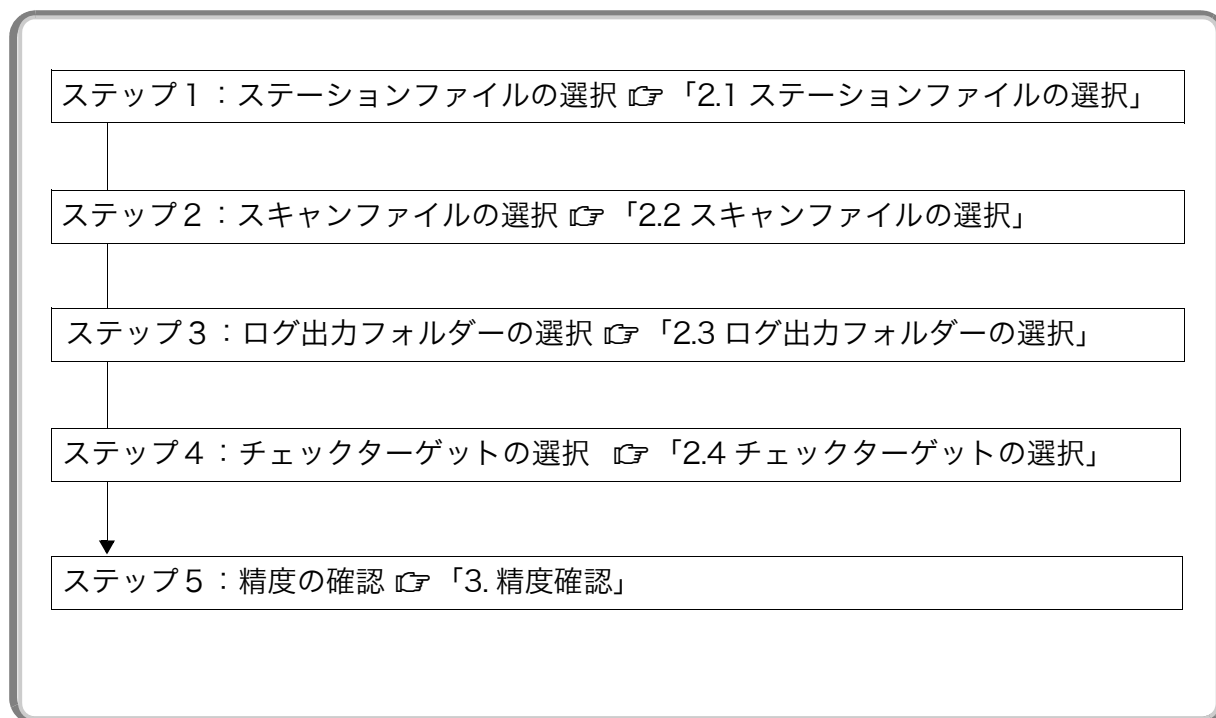 ステップ1：ステーションファイルの選択 ☞ 「2.1 ステーションファイルの選択」
ステップ2：スキャンファイルの選択 ☞ 「2.2 スキャンファイルの選択」
ステップ3：ログ出力フォルダーの選択 ☞ 「2.3 ログ出力フォルダーの選択」
ステップ4：チェックターゲットの選択 ☞ 「2.4 チェックターゲットの選択」
ステップ5：精度の確認 ☞ 「3. 精度確認」